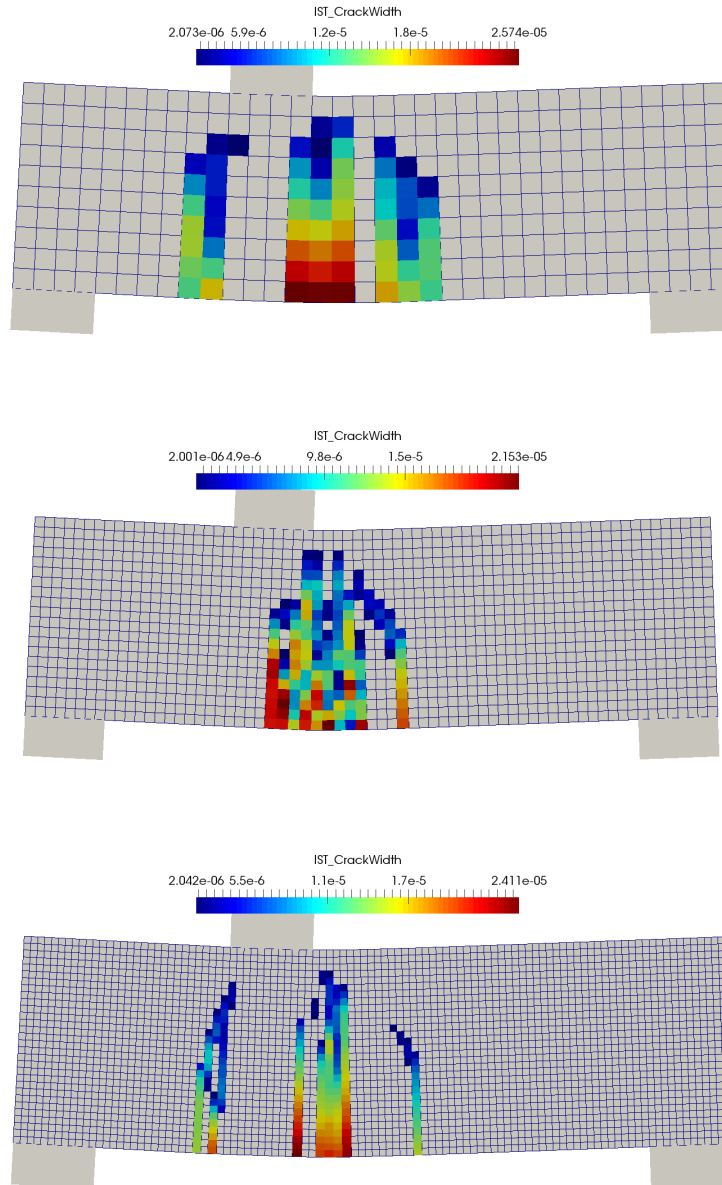 IST_CrackWidth
2.073e-06 5.9e-6 1.2e-5 1.8e-5 2.574e-05
IST_CrackWidth
2.001e-06 4.9e-6 9.8e-6 1.5e-5 2.153e-05
IST_CrackWidth
2.042e-06 5.5e-6 1.1e-5 1.7e-5 2.411e-05